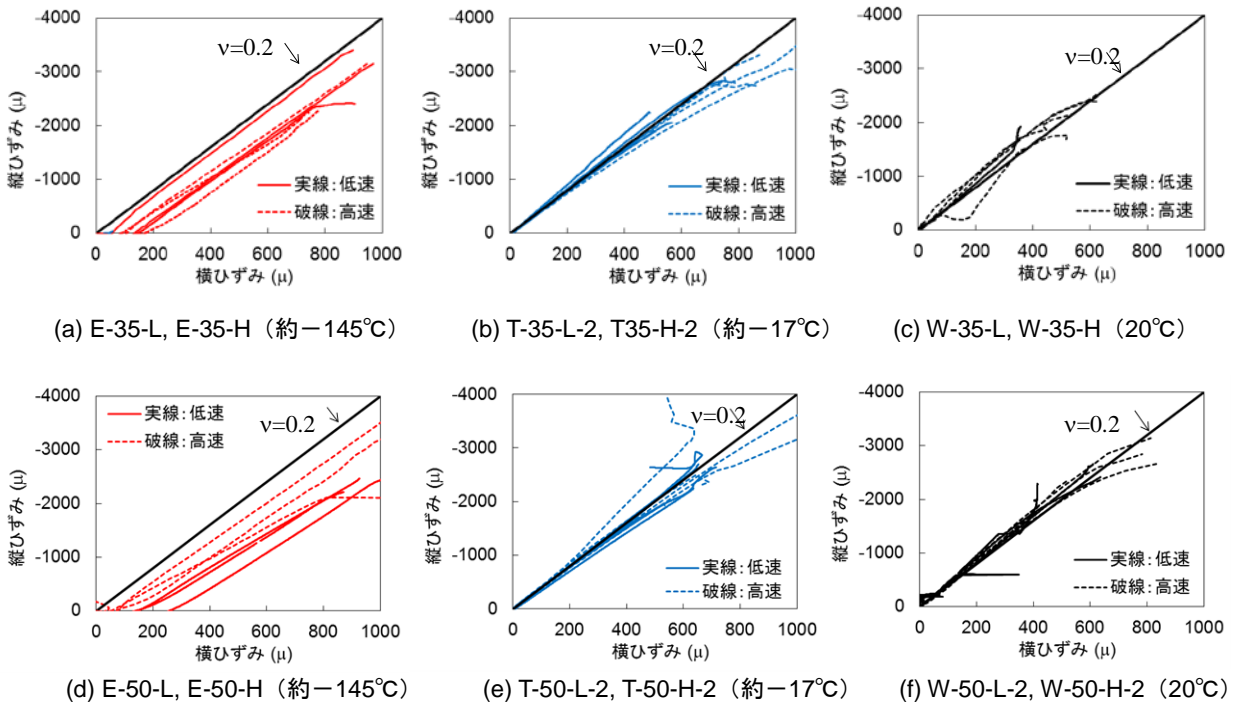 -4000
-3000
-2000
-1000
0
縦ひずみ (μ)
ν=0.2
実線:低速
破線:高速
0 200 400 600 800 1000
横ひずみ (μ)
(a) E-35-L, E-35-H（約－145℃）
-4000
-3000
-2000
-1000
0
縦ひずみ (μ)
ν=0.2
実線:低速
破線:高速
0 200 400 600 800 1000
横ひずみ (μ)
(b) T-35-L-2, T35-H-2（約－17℃）
-4000
-3000
-2000
-1000
0
縦ひずみ (μ)
ν=0.2
実線:低速
破線:高速
0 200 400 600 800 1000
横ひずみ (μ)
(c) W-35-L, W-35-H（20℃）
-4000
-3000
-2000
-1000
0
縦ひずみ (μ)
実線:低速
破線:高速
ν=0.2
0 200 400 600 800 1000
横ひずみ (μ)
(d) E-50-L, E-50-H（約－145℃）
-4000
-3000
-2000
-1000
0
縦ひずみ (μ)
ν=0.2
実線:低速
破線:高速
0 200 400 600 800 1000
横ひずみ (μ)
(e) T-50-L-2, T-50-H-2（約－17℃）
-4000
-3000
-2000
-1000
0
縦ひずみ (μ)
ν=0.2
実線:低速
破線:高速
0 200 400 600 800 1000
横ひずみ (μ)
(f) W-50-L-2, W-50-H-2（20℃）